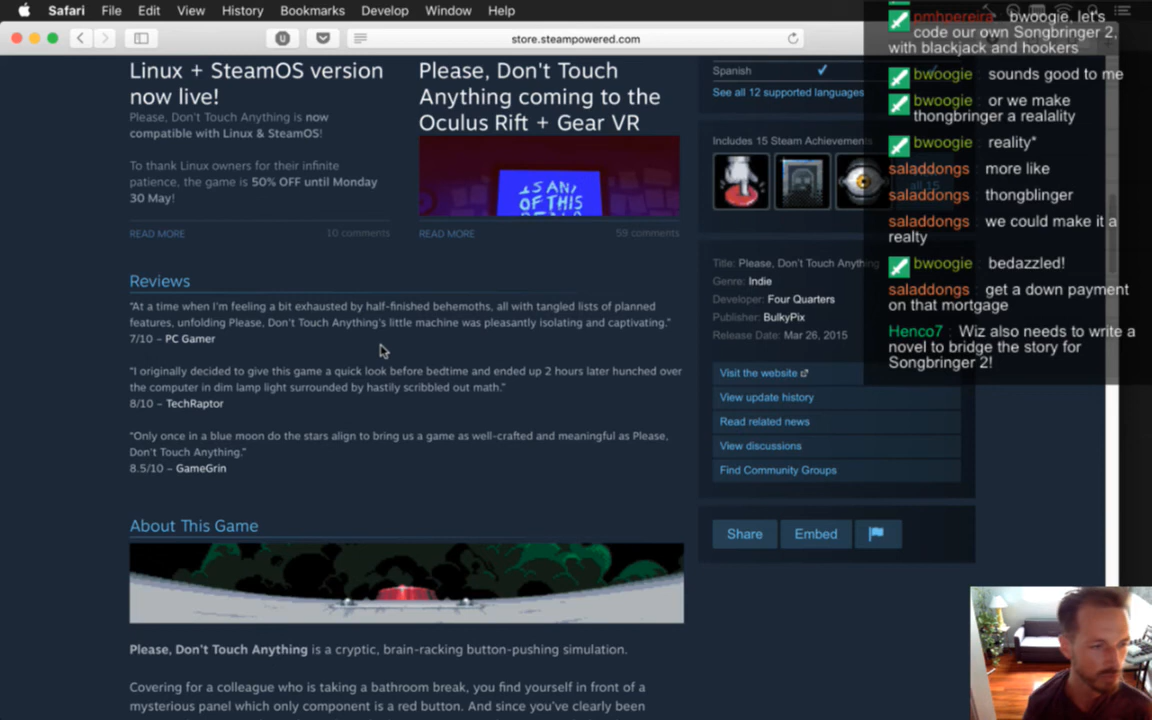 Safari File Edit View History Bookmarks Develop Window Help
store.steampowered.com
Linux + SteamOS version
now live!
Please, Don't Touch Anything is now
compatible with Linux & SteamOS!
To thank Linux owners for their infinite
patience, the game is 50% OFF until Monday
30 May!
READ MORE 10 comments
Please, Don't Touch
Anything coming to the
Oculus Rift + Gear VR
READ MORE 59 comments
Reviews
"At a time when I'm feeling a bit exhausted by half-finished behemoths, all with tangled lists of planned
features, unfolding Please, Don't Touch Anything's little machine was pleasantly isolating and captivating."
7/10 – PC Gamer
"I originally decided to give this game a quick look before bedtime and ended up 2 hours later hunched over
the computer in dim lamp light surrounded by hastily scribbled out math."
8/10 – TechRaptor
"Only once in a blue moon do the stars align to bring us a game as well-crafted and meaningful as Please,
Don't Touch Anything."
8.5/10 – GameGrin
About This Game
Please, Don't Touch Anything is a cryptic, brain-racking button-pushing simulation.
Covering for a colleague who is taking a bathroom break, you find yourself in front of a
mysterious panel which only component is a red button. And since you've clearly been
Spanish
See all 12 supported languages
Includes 15 Steam Achievements
all 15
Title: Please, Don't Touch Anything
Genre: Indie
Developer: Four Quarters
Publisher: BulkyPix
Release Date: Mar 26, 2015
Visit the website
View update history
Read related news
View discussions
Find Community Groups
Share Embed
pmhpereira bwoogie, let's
code our own Songbringer 2,
with blackjack and hookers
bwoogie : sounds good to me
bwoogie : or we make
thongbringer a realality
bwoogie : reality*
saladdongs : more like
saladdongs : thongblinger
saladdongs : we could make it a
realty
bwoogie : bedazzled!
saladdongs : get a down payment
on that mortgage
Henco7 : Wiz also needs to write a
novel to bridge the story for
Songbringer 2!